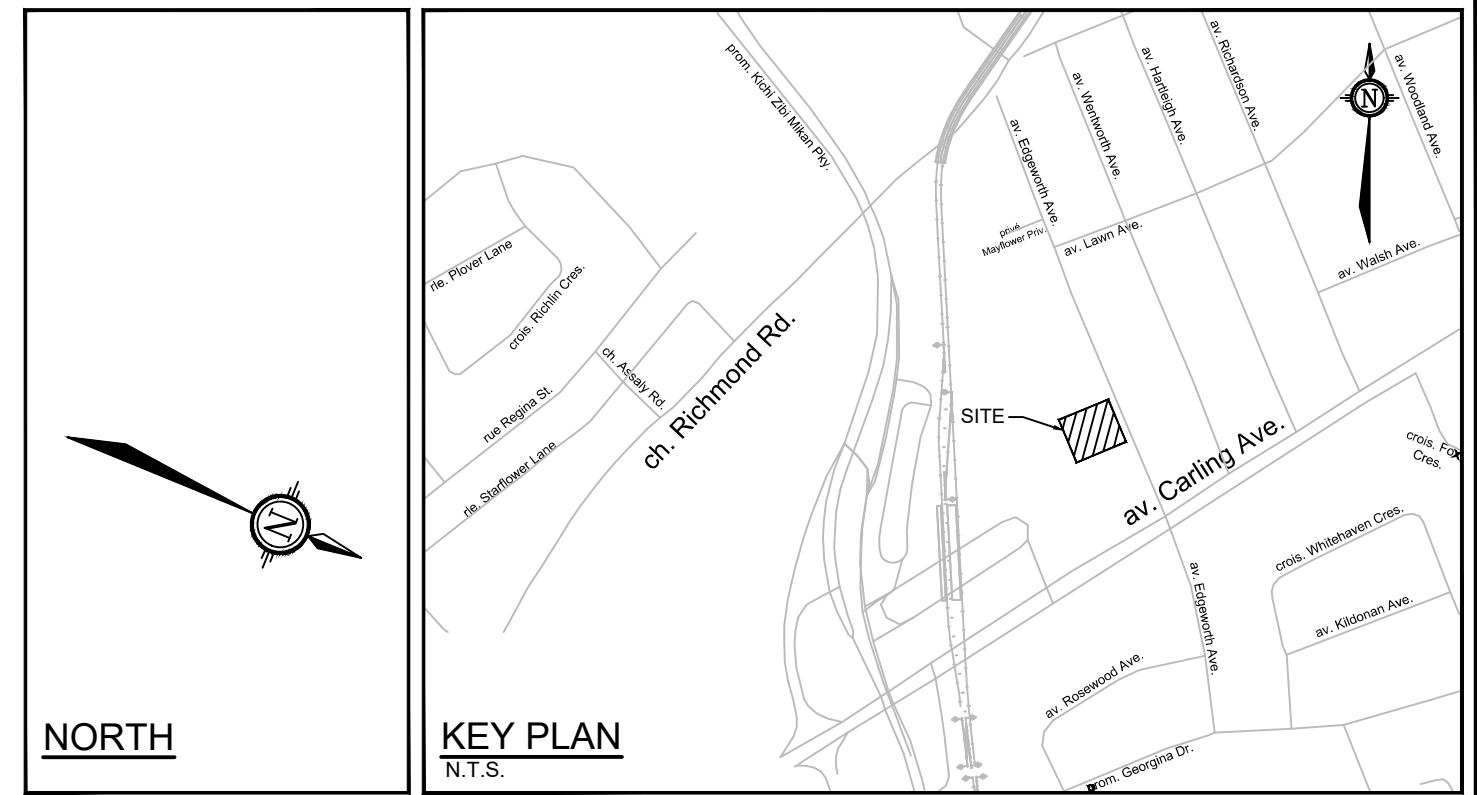 N
NORTH
prom. Kichi Zibi Mikan Pky.
av. Edgeworth Ave.
av. Wentworth Ave.
av. Hartleigh Ave.
av. Richardson Ave.
av. Woodland Ave.
N
privé
Mayflower Priv.
av. Lawn Ave.
av. Walsh Ave.
rle. Plover Lane
crois. Richlin Cres.
ch. Assaly Rd.
ch. Richmond Rd.
rue Regina St.
rle. Starflower Lane
SITE
av. Carling Ave.
crois. Fox
Cres.
crois. Whitehaven Cres.
av. Kildonan Ave.
av. Edgeworth Ave.
av. Rosewood Ave.
prom. Georgina Dr.
KEY PLAN
N.T.S.